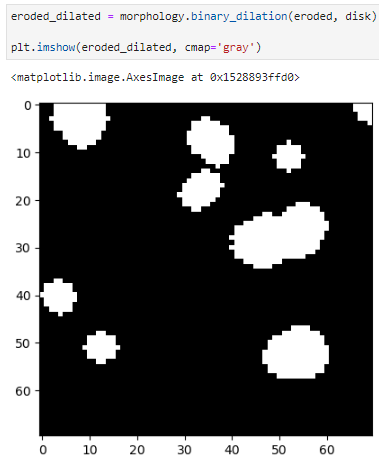 eroded_dilated = morphology.binary_dilation(eroded, disk)
plt.imshow(eroded_dilated, cmap='gray')
<matplotlib.image.AxesImage at 0x1528893ffd0>
0
10
20
30
40
50
60
0 10 20 30 40 50 60